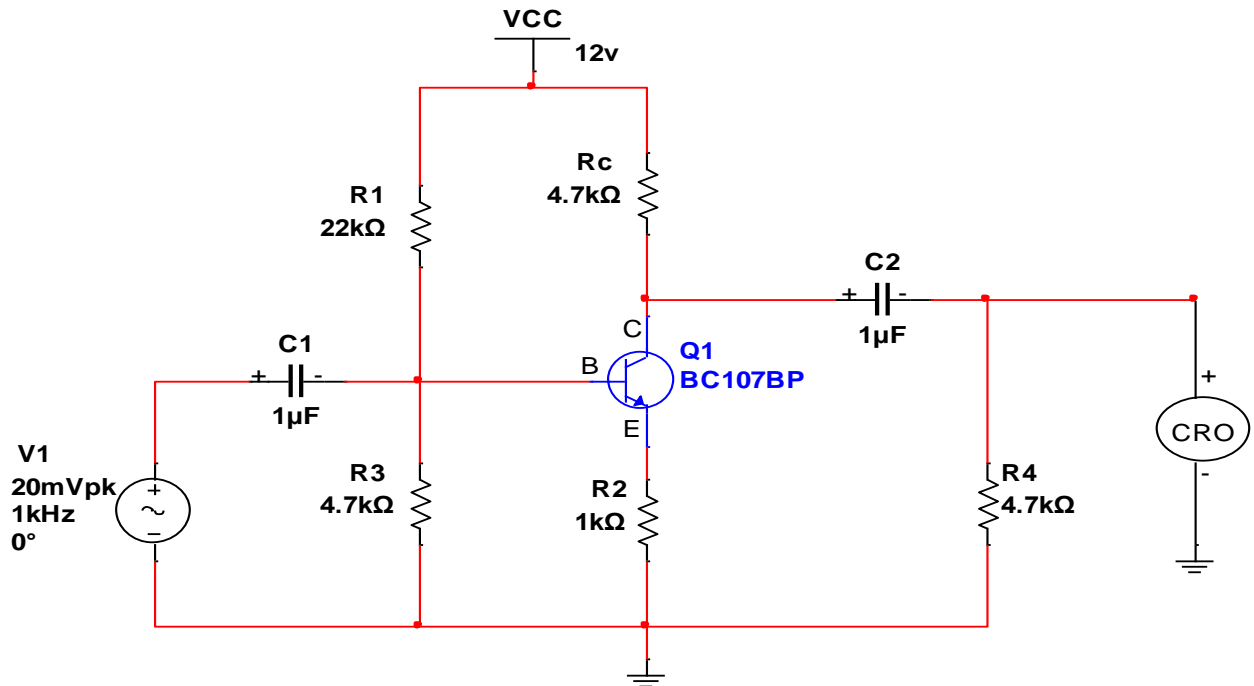 VCC
12v
Rc
4.7kΩ
R1
22kΩ
C2
+ -
1µF
C
Q1
B
BC107BP
E
C1
+ -
1µF
+
CRO
-
V1
20mVpk
1kHz
0°
+
~
−
R3
4.7kΩ
R2
1kΩ
R4
4.7kΩ